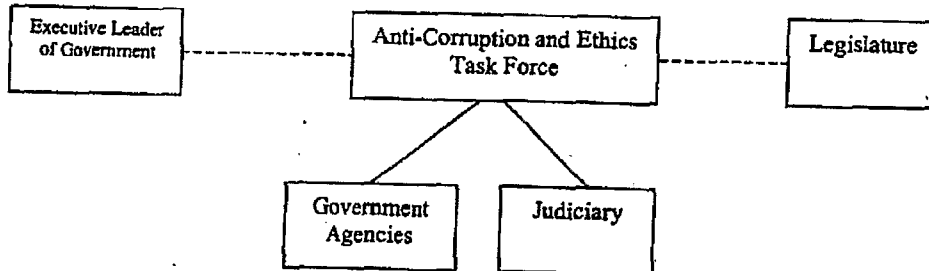 Executive Leader
of Government
Anti-Corruption and Ethics
Task Force
Legislature
Government
Agencies
Judiciary